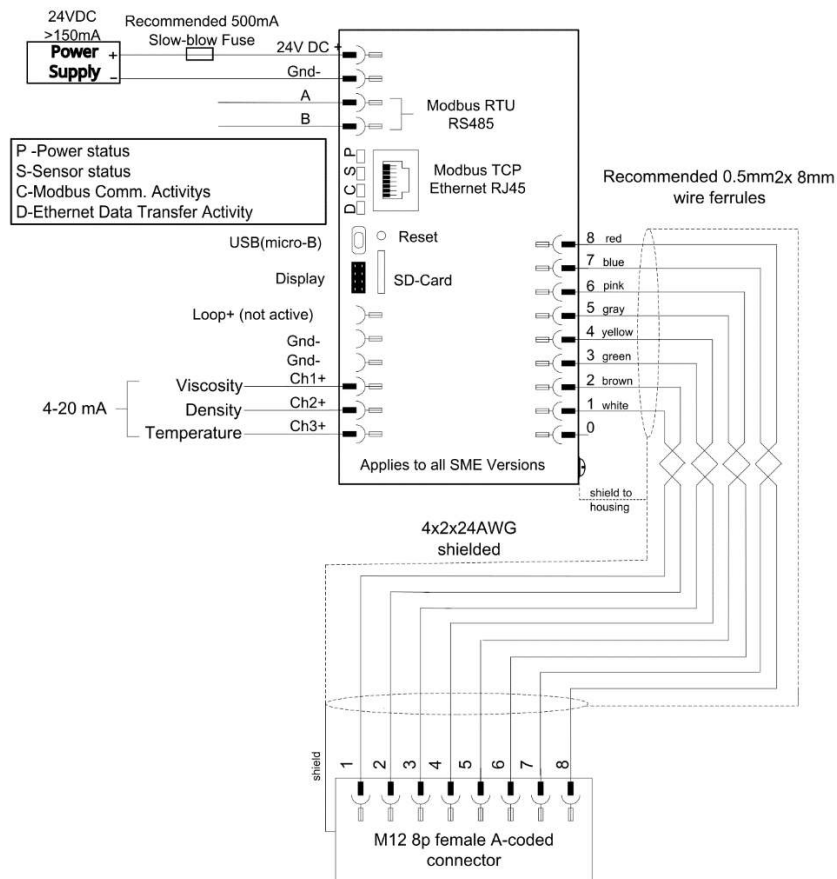 24VDC
>150mA
Power
Supply
+
-
Recommended 500mA
Slow-blow Fuse
24V DC +
Gnd-
A
B
Modbus RTU
RS485
P -Power status
S-Sensor status
C-Modbus Comm. Activitys
D-Ethernet Data Transfer Activity
P
S
C
D
Modbus TCP
Ethernet RJ45
Recommended 0.5mm2x 8mm
wire ferrules
USB(micro-B)
Reset
Display
SD-Card
Loop+ (not active)
Gnd-
Gnd-
4-20 mA
Viscosity Ch1+
Density Ch2+
Temperature Ch3+
8 red
7 blue
6 pink
5 gray
4 yellow
3 green
2 brown
1 white
0
Applies to all SME Versions
shield to
housing
4x2x24AWG
shielded
shield
1 2 3 4 5 6 7 8
M12 8p female A-coded
connector